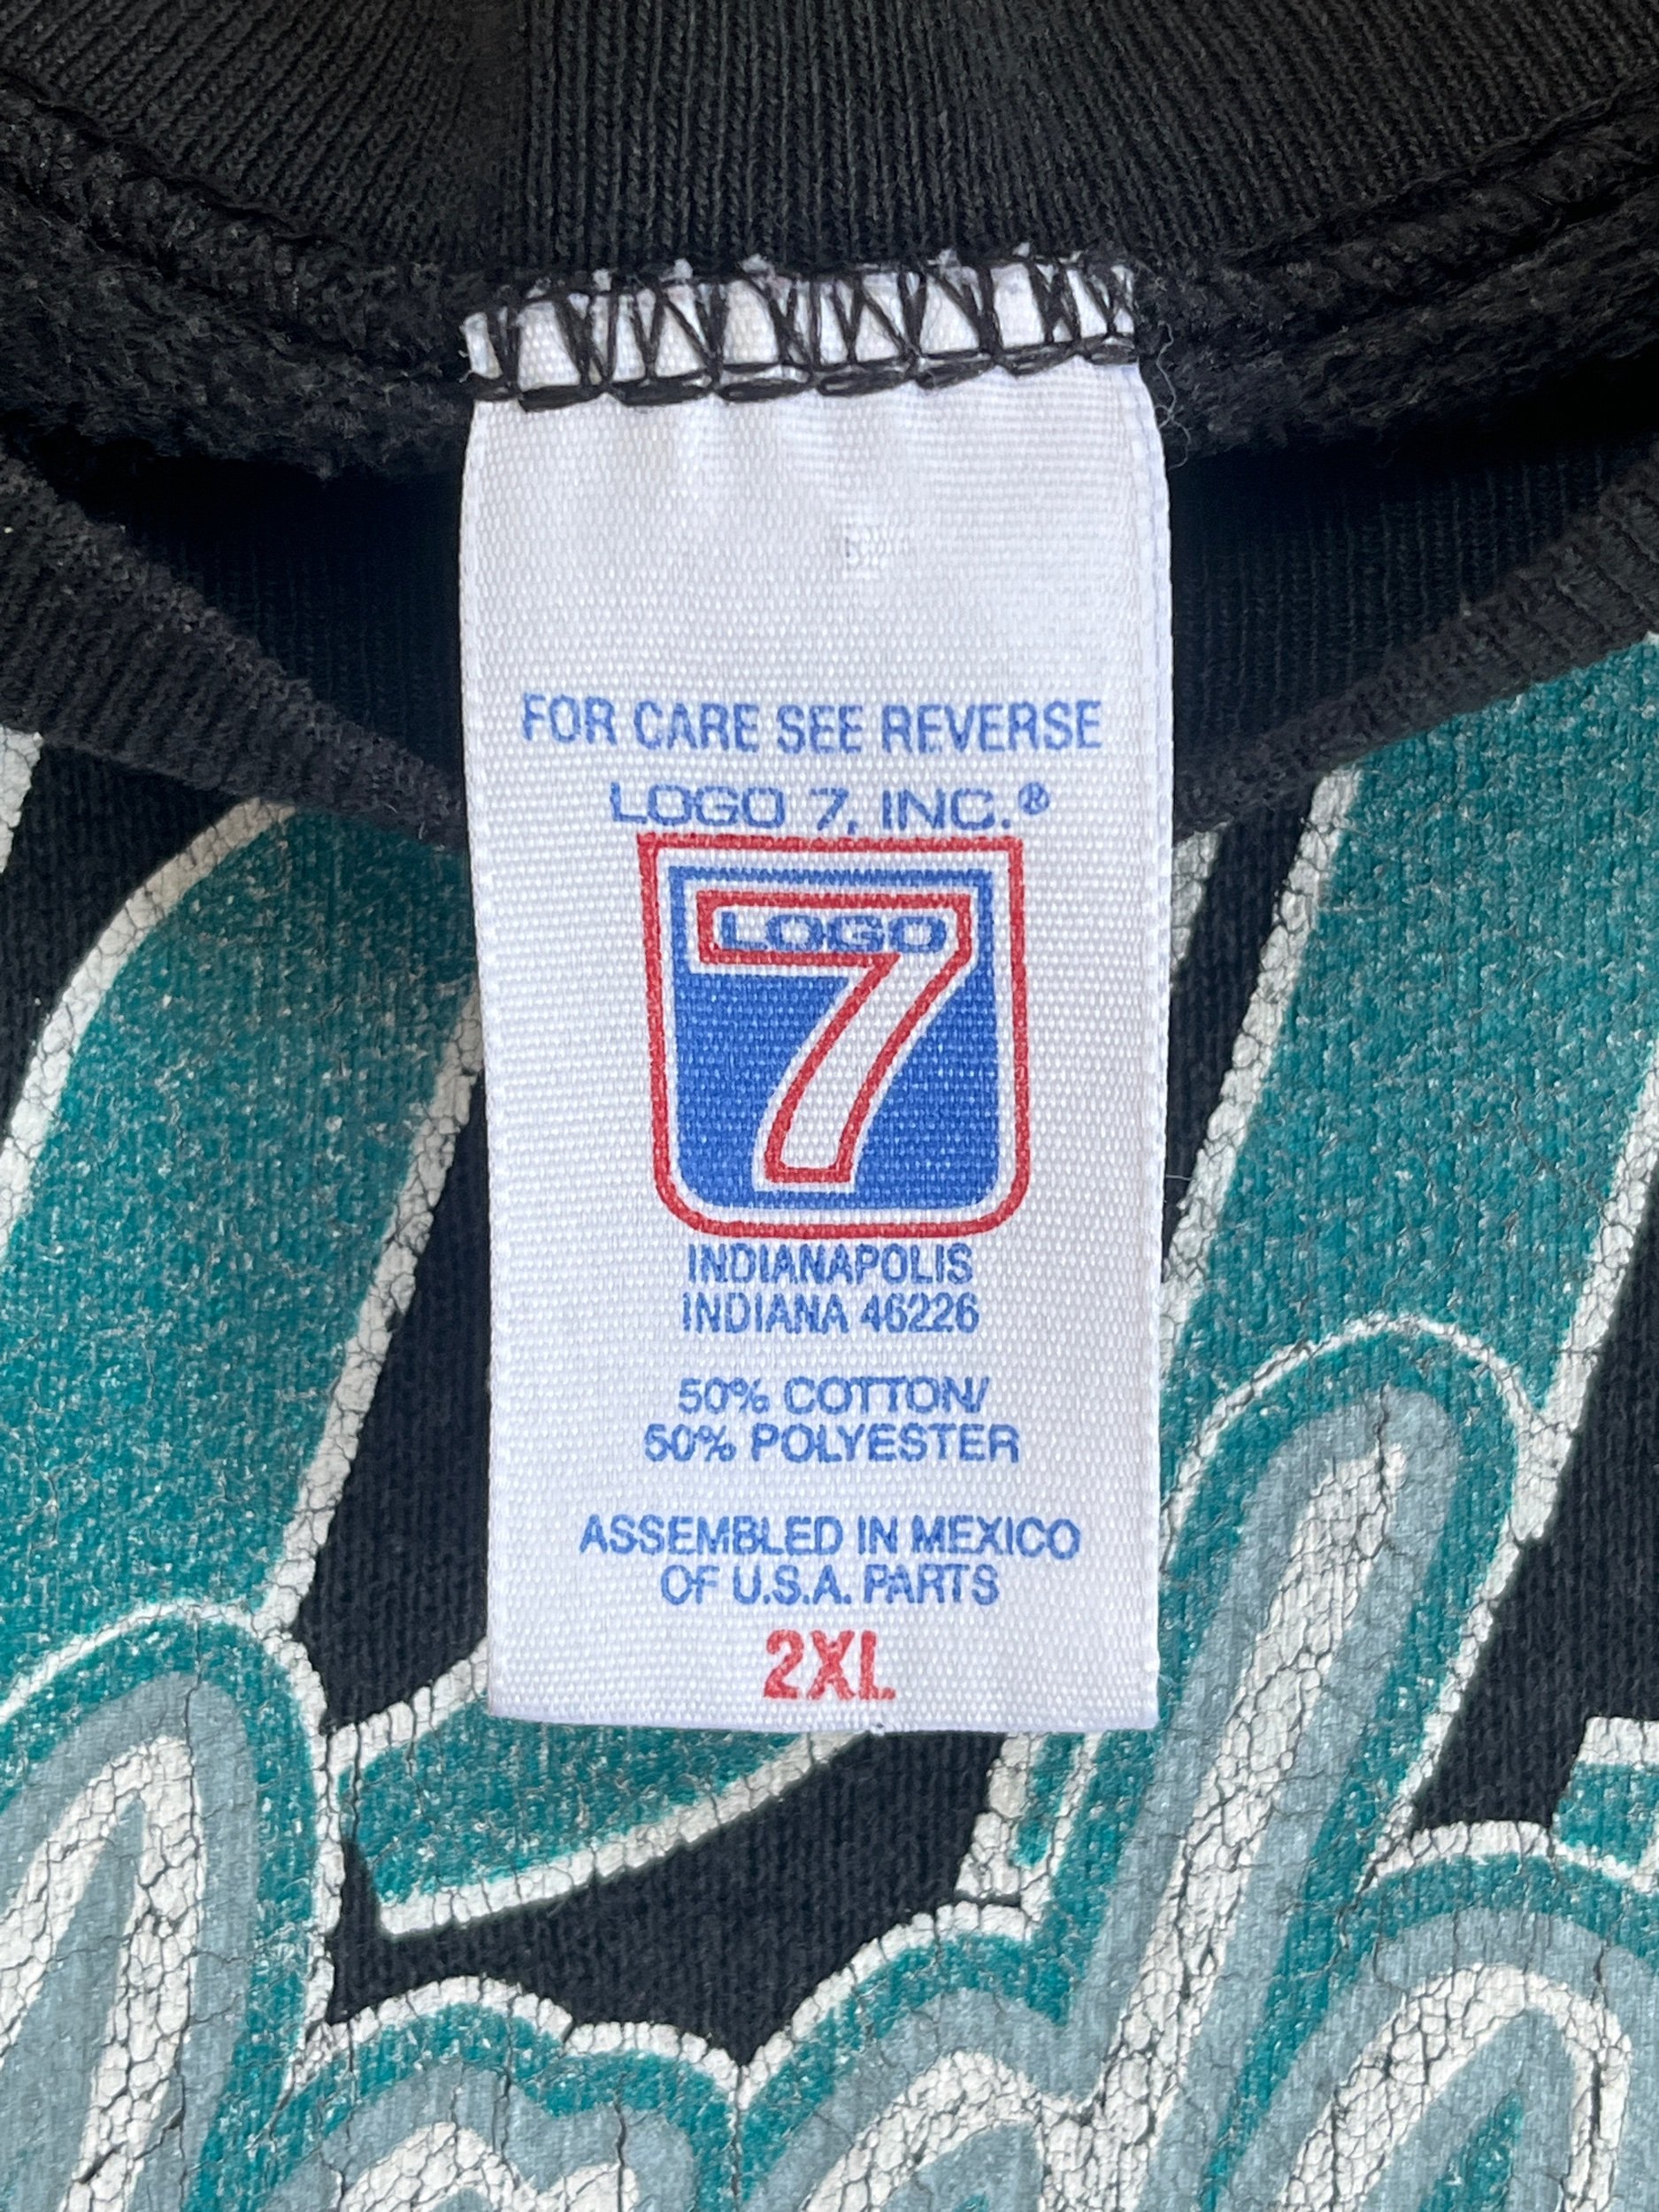 FOR CARE SEE REVERSE
LOGO 7, INC.®
LOGO
7
INDIANAPOLIS
INDIANA 46226
50% COTTON/
50% POLYESTER
ASSEMBLED IN MEXICO
OF U.S.A. PARTS
2XL